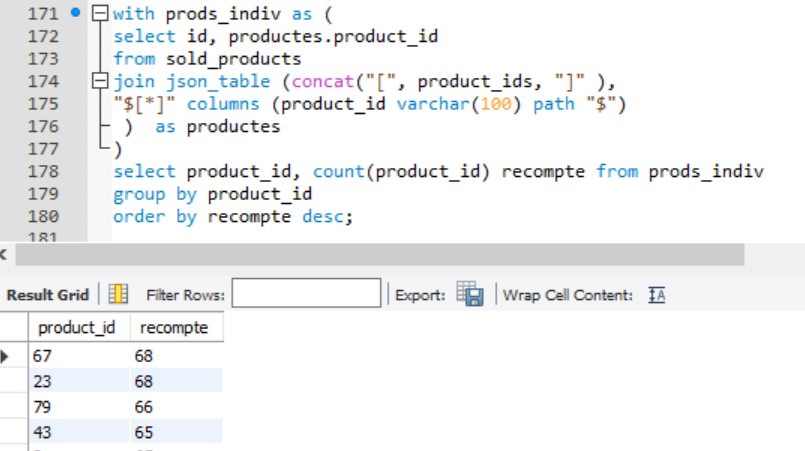 171 with prods_indiv as (
172 select id, productes.product_id
173 from sold_products
174 join json_table (concat("[", product_ids, "]" ),
175 "$[*]" columns (product_id varchar(100) path "$")
176 ) as productes
177 )
178 select product_id, count(product_id) recompte from prods_indiv
179 group by product_id
180 order by recompte desc;
181
Result Grid Filter Rows: Export: Wrap Cell Content: IA
product_id recompte
67 68
23 68
79 66
43 65